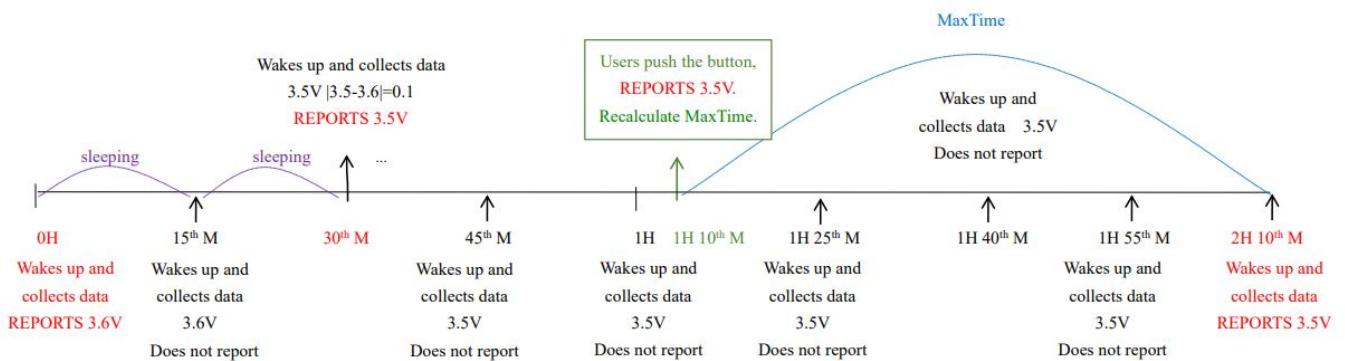 MaxTime
Wakes up and collects data
3.5V |3.5-3.6|=0.1
REPORTS 3.5V
Users push the button,
REPORTS 3.5V.
Recalculate MaxTime.
Wakes up and
collects data 3.5V
Does not report
sleeping
sleeping
...
0H
15th M
30th M
45th M
1H
1H 10th M
1H 25th M
1H 40th M
1H 55th M
2H 10th M
Wakes up and
collects data
REPORTS 3.6V
Wakes up and
collects data
3.6V
Does not report
Wakes up and
collects data
3.5V
Does not report
Wakes up and
collects data
3.5V
Does not report
Wakes up and
collects data
3.5V
Does not report
Wakes up and
collects data
3.5V
Does not report
Wakes up and
collects data
REPORTS 3.5V